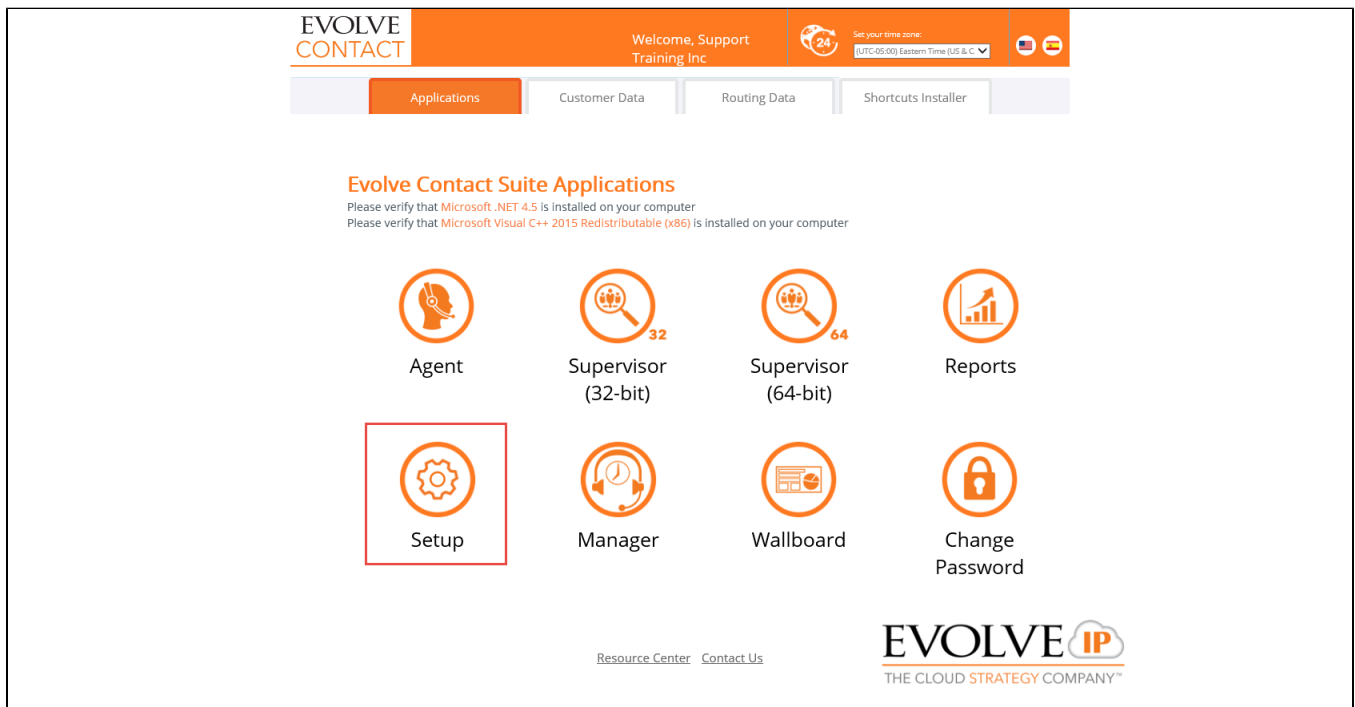 EVOLVE
CONTACT
Welcome, Support
Training Inc
24
Set your time zone:
(UTC-05:00) Eastern Time (US & C
Applications
Customer Data
Routing Data
Shortcuts Installer
Evolve Contact Suite Applications
Please verify that Microsoft .NET 4.5 is installed on your computer
Please verify that Microsoft Visual C++ 2015 Redistributable (x86) is installed on your computer
32
64
Agent
Supervisor
(32-bit)
Supervisor
(64-bit)
Reports
Setup
Manager
Wallboard
Change
Password
Resource Center
Contact Us
EVOLVE IP
THE CLOUD STRATEGY COMPANY™